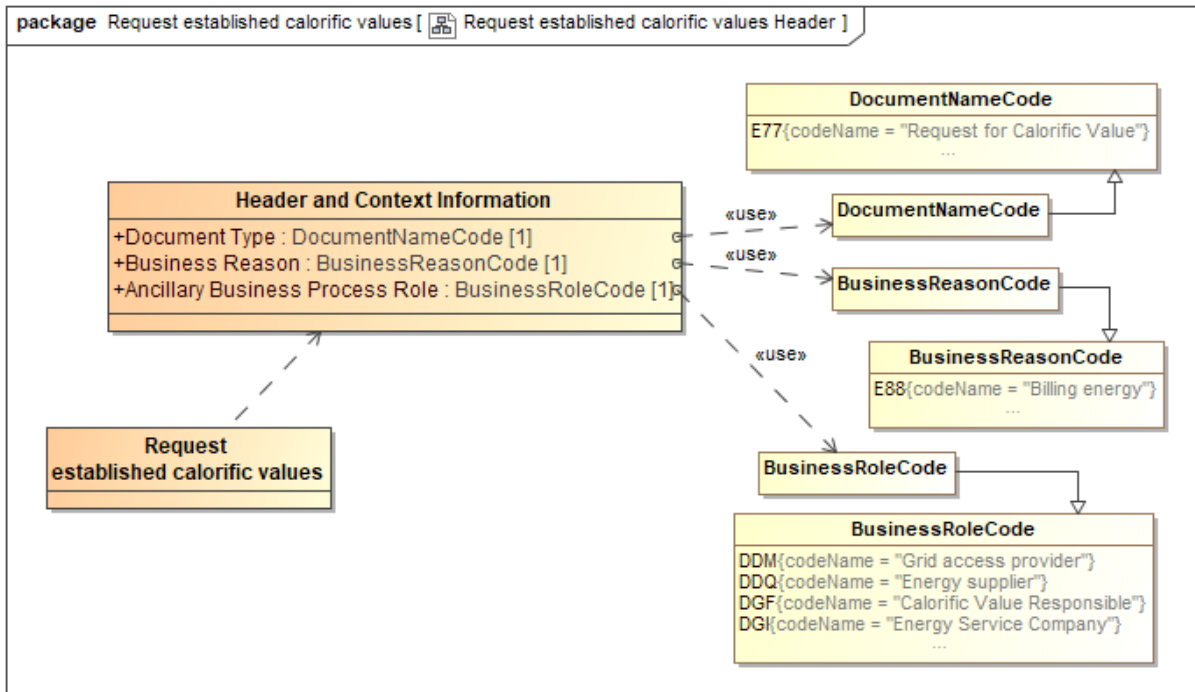 package Request established calorific values [ Request established calorific values Header ]
DocumentNameCode
E77{codeName = "Request for Calorific Value"}
...
Header and Context Information
+Document Type : DocumentNameCode [1]
+Business Reason : BusinessReasonCode [1]
+Ancillary Business Process Role : BusinessRoleCode [1]
«use»
DocumentNameCode
«use»
BusinessReasonCode
«use»
BusinessReasonCode
E88{codeName = "Billing energy"}
...
Request
established calorific values
BusinessRoleCode
BusinessRoleCode
DDM{codeName = "Grid access provider"}
DDQ{codeName = "Energy supplier"}
DGF{codeName = "Calorific Value Responsible"}
DGI{codeName = "Energy Service Company"}
...